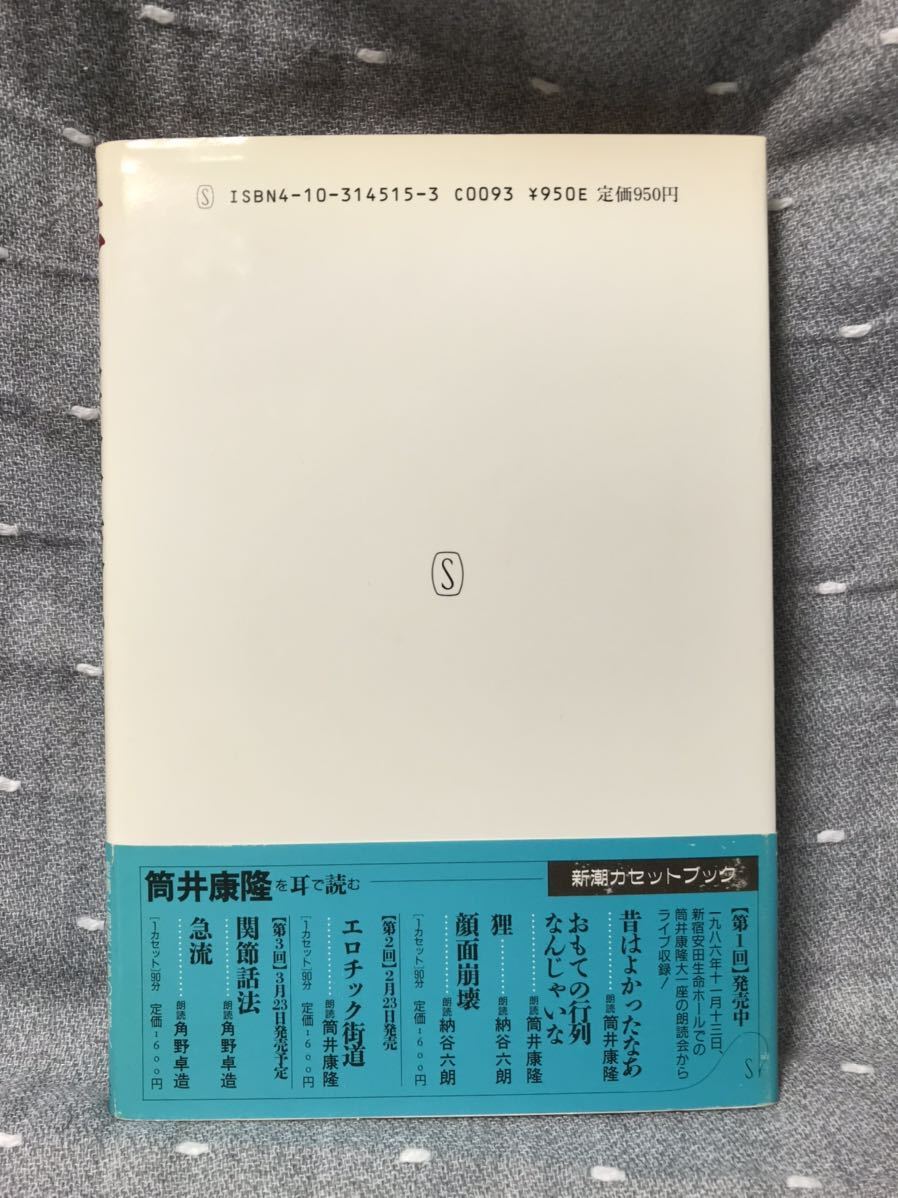 ISBN4-10-314515-3 C0093 ¥950E 定価950円
S
筒井康隆を耳で読む
新潮カセットブック
【第1回】発売中
一九八六年十一月十三日、
新宿安田生命ホールでの
筒井康隆大一座の朗読会から
ライブ収録!
昔はよかったなあ
朗読 筒井康隆
おもての行列
なんじゃいな
朗読 筒井康隆
狸
朗読 納谷六朗
顔面崩壊
朗読 納谷六朗
[1カセット]90分 定価1600円
【第2回】2月23日発売
エロチック街道
朗読 筒井康隆
[1カセット]90分 定価1600円
【第3回】3月23日発売予定
関節話法
朗読 角野卓造
急流
朗読 角野卓造
[1カセット]90分 定価1600円